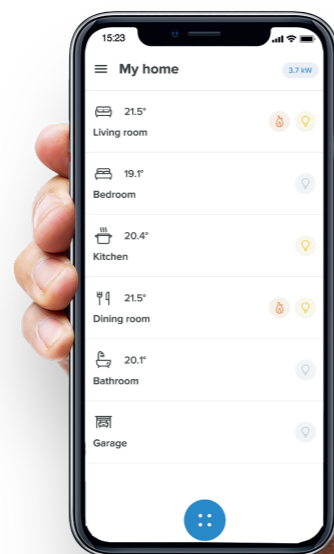 15:23
My home
3.7 kW
21.5°
Living room
19.1°
Bedroom
20.4°
Kitchen
21.5°
Dining room
20.1°
Bathroom
Garage